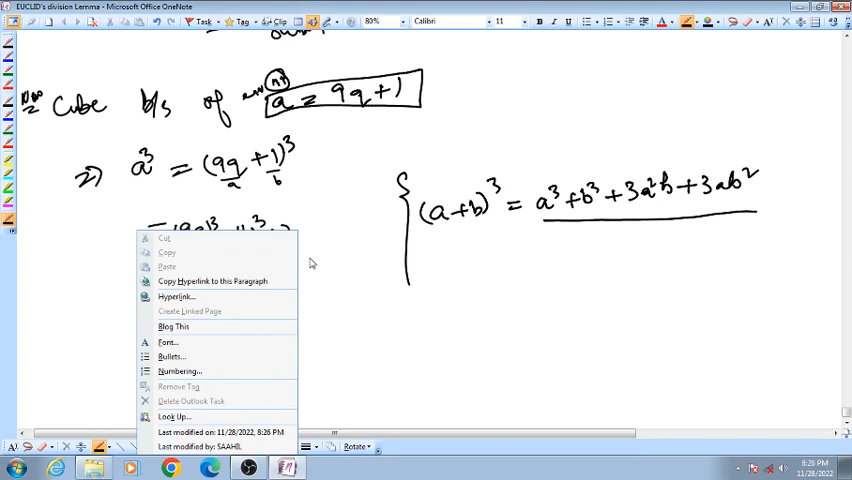 EUCLID's division Lemma - Microsoft Office OneNote
Task
Tag
Clip
80%
Calibri
11
B I U
Cube b/s of a = 9q + 1
2) a³ = (9q + 1)³
a b
(a+b)³ = a³ + b³ + 3a²b + 3ab²
Cut
Copy
Paste
Copy Hyperlink to this Paragraph
Hyperlink...
Create Linked Page
Blog This
Font...
Bullets...
Numbering...
Remove Tag
Delete Outlook Task
Look Up...
Last modified on: 11/28/2022, 8:26 PM
Last modified by: SAAHIL
Rotate
8:26 PM
11/28/2022